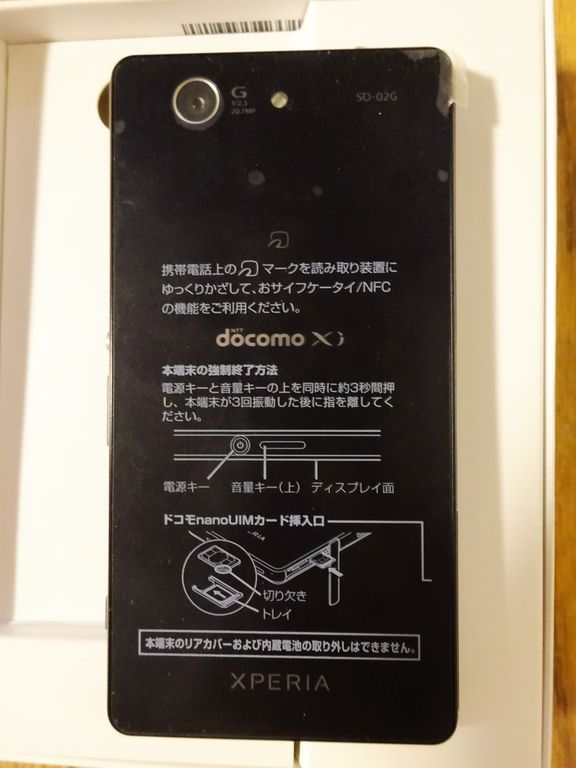 G
1/2.3
20.7MP
SO-02G
携帯電話上の マークを読み取り装置に
ゆっくりかざして、おサイフケータイ/NFC
の機能をご利用ください。
NTT
docomo Xi
本端末の強制終了方法
電源キーと音量キーの上を同時に約3秒間押
し、本端末が3回振動した後に指を離してく
ださい。
電源キー 音量キー(上) ディスプレイ面
ドコモnanoUIMカード挿入口
切り欠き
トレイ
本端末のリアカバーおよび内蔵電池の取り外しはできません。
XPERIA